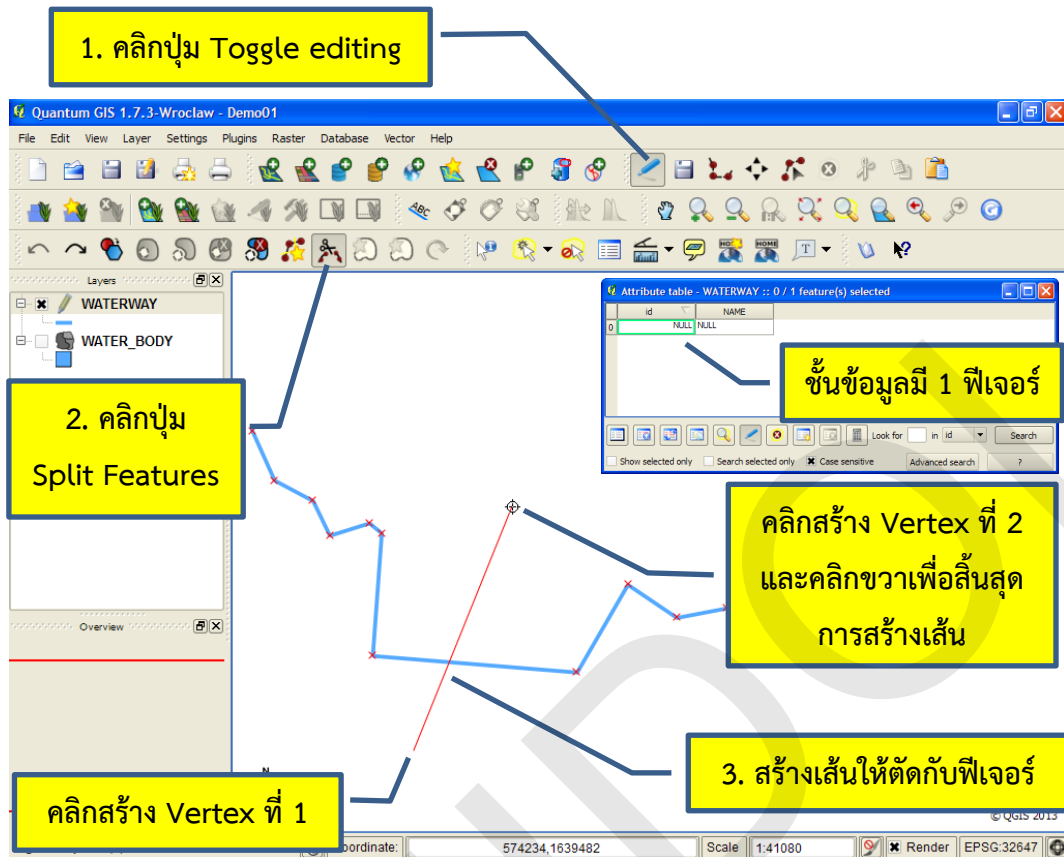 1. คลิกปุ่ม Toggle editing
Quantum GIS 1.7.3-Wroclaw - Demo01
File Edit View Layer Settings Plugins Raster Database Vector Help
ABC
HOME
T
Layers
WATERWAY
WATER_BODY
Attribute table - WATERWAY :: 0 / 1 feature(s) selected
id NAME
0 NULL NULL
ชั้นข้อมูลมี 1 ฟีเจอร์
Look for in id Search
Show selected only Search selected only Case sensitive Advanced search ?
2. คลิกปุ่ม
Split Features
คลิกสร้าง Vertex ที่ 2
และคลิกขวาเพื่อสิ้นสุด
การสร้างเส้น
Overview
3. สร้างเส้นให้ตัดกับฟีเจอร์
คลิกสร้าง Vertex ที่ 1
© QGIS 2013
oordinate: 574234,1639482 Scale 1:41080 Render EPSG:32647